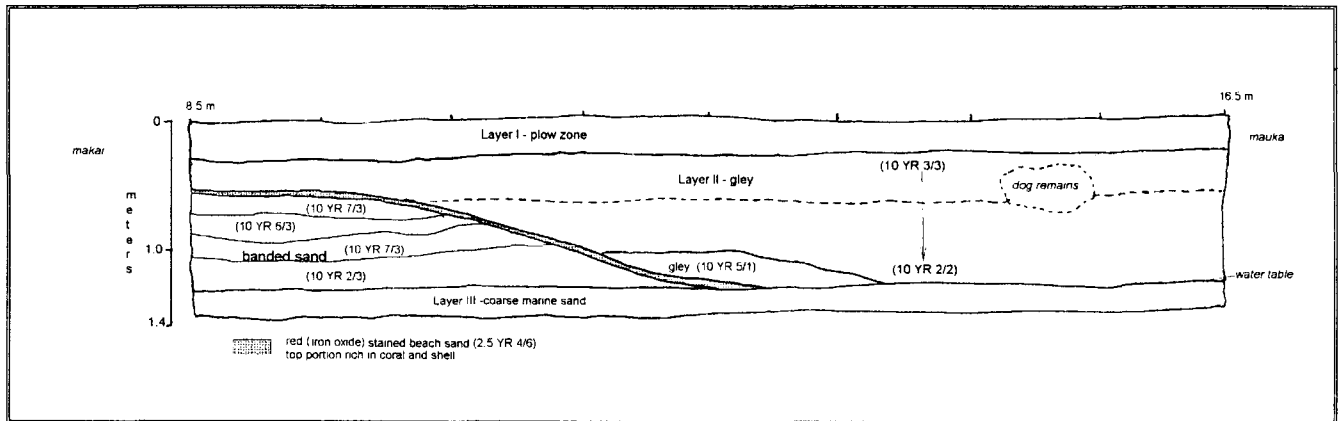 8.5 m
16.5 m
0
makai
mauka
Layer I - plow zone
(10 YR 3/3)
Layer II - gley
dog remains
meters
(10 YR 7/3)
(10 YR 6/3)
1.0
banded sand
(10 YR 7/3)
gley (10 YR 5/1)
(10 YR 2/3)
(10 YR 2/2)
water table
Layer III -coarse marine sand
1.4
red (iron oxide) stained beach sand (2.5 YR 4/6)
top portion rich in coral and shell